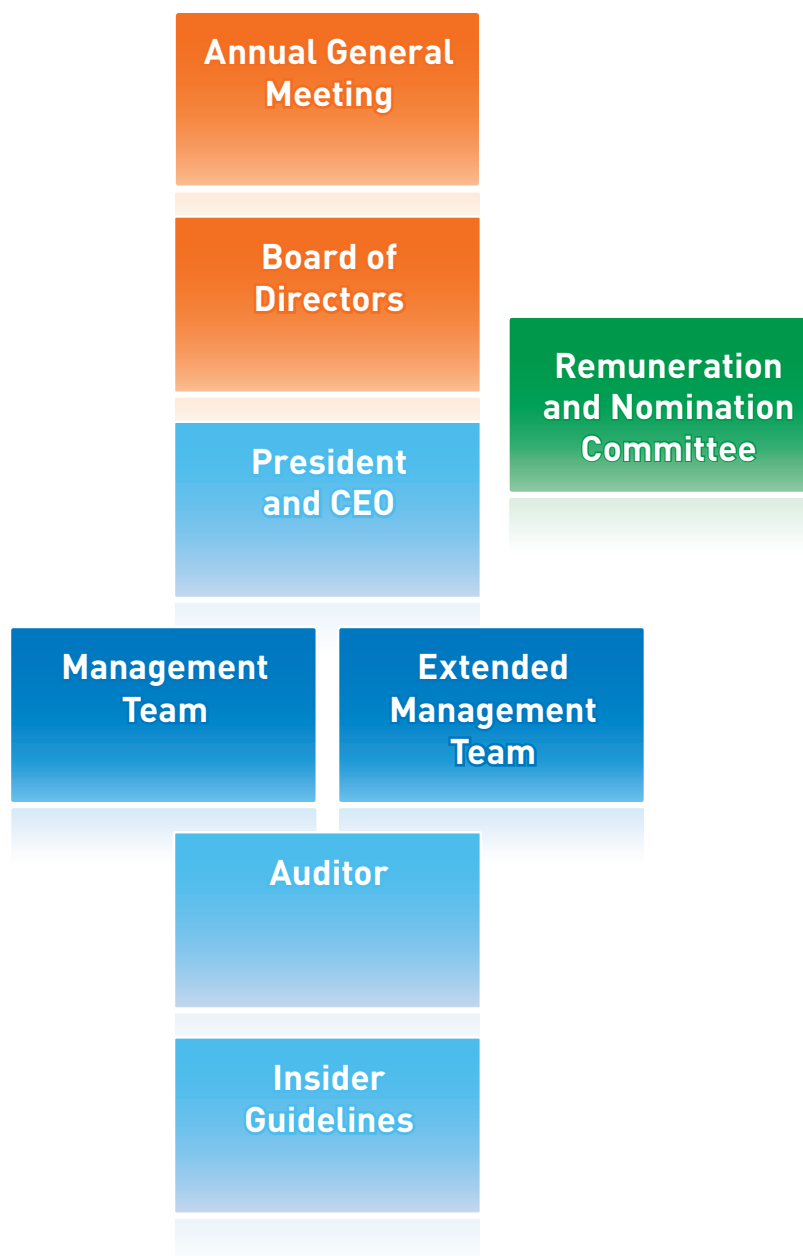 Annual General
Meeting
Board of
Directors
Remuneration
and Nomination
Committee
President
and CEO
Management
Team
Extended
Management
Team
Auditor
Insider
Guidelines